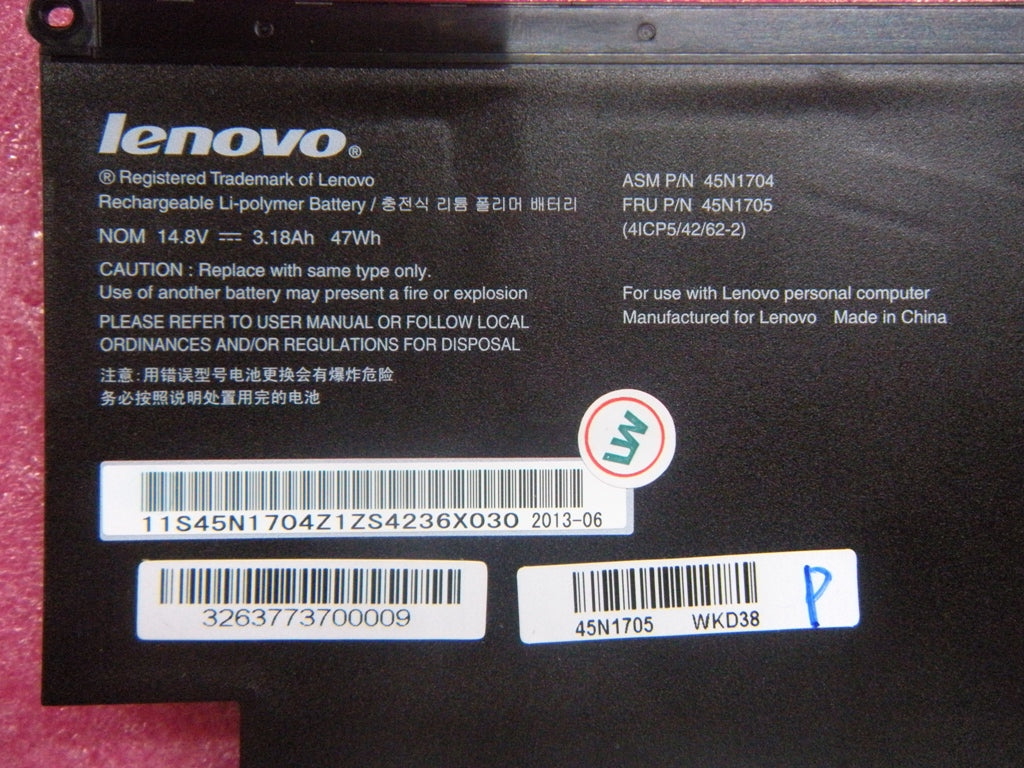 lenovo®
® Registered Trademark of Lenovo
Rechargeable Li-polymer Battery / 충전식 리튬 폴리머 배터리
NOM 14.8V ⎓ 3.18Ah 47Wh
CAUTION : Replace with same type only.
Use of another battery may present a fire or explosion
PLEASE REFER TO USER MANUAL OR FOLLOW LOCAL
ORDINANCES AND/OR REGULATIONS FOR DISPOSAL
注意:用错误型号电池更换会有爆炸危险
务必按照说明处置用完的电池
ASM P/N 45N1704
FRU P/N 45N1705
(4ICP5/42/62-2)
For use with Lenovo personal computer
Manufactured for Lenovo Made in China
LW
11S45N1704Z1ZS4236X030 2013-06
3263773700009
45N1705 WKD38
P